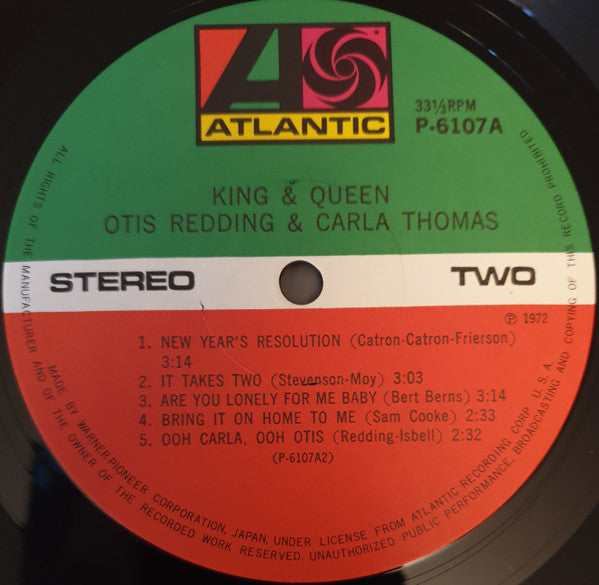 ATLANTIC
33⅓RPM
P-6107A
KING & QUEEN
OTIS REDDING & CARLA THOMAS
STEREO
TWO
℗ 1972
1. NEW YEAR'S RESOLUTION (Catron-Catron-Frierson)
3:14
2. IT TAKES TWO (Stevenson-Moy) 3:03
3. ARE YOU LONELY FOR ME BABY (Bert Berns) 3:14
4. BRING IT ON HOME TO ME (Sam Cooke) 2:33
5. OOH CARLA, OOH OTIS (Redding-Isbell) 2:32
(P-6107A2)
MADE BY WARNER-PIONEER CORPORATION, JAPAN, UNDER LICENSE FROM ATLANTIC RECORDING CORP. U.S.A.
ALL RIGHTS OF THE MANUFACTURER AND OF THE OWNER OF THE RECORDED WORK RESERVED. UNAUTHORIZED PUBLIC PERFORMANCE, BROADCASTING AND COPYING OF THIS RECORD PROHIBITED.